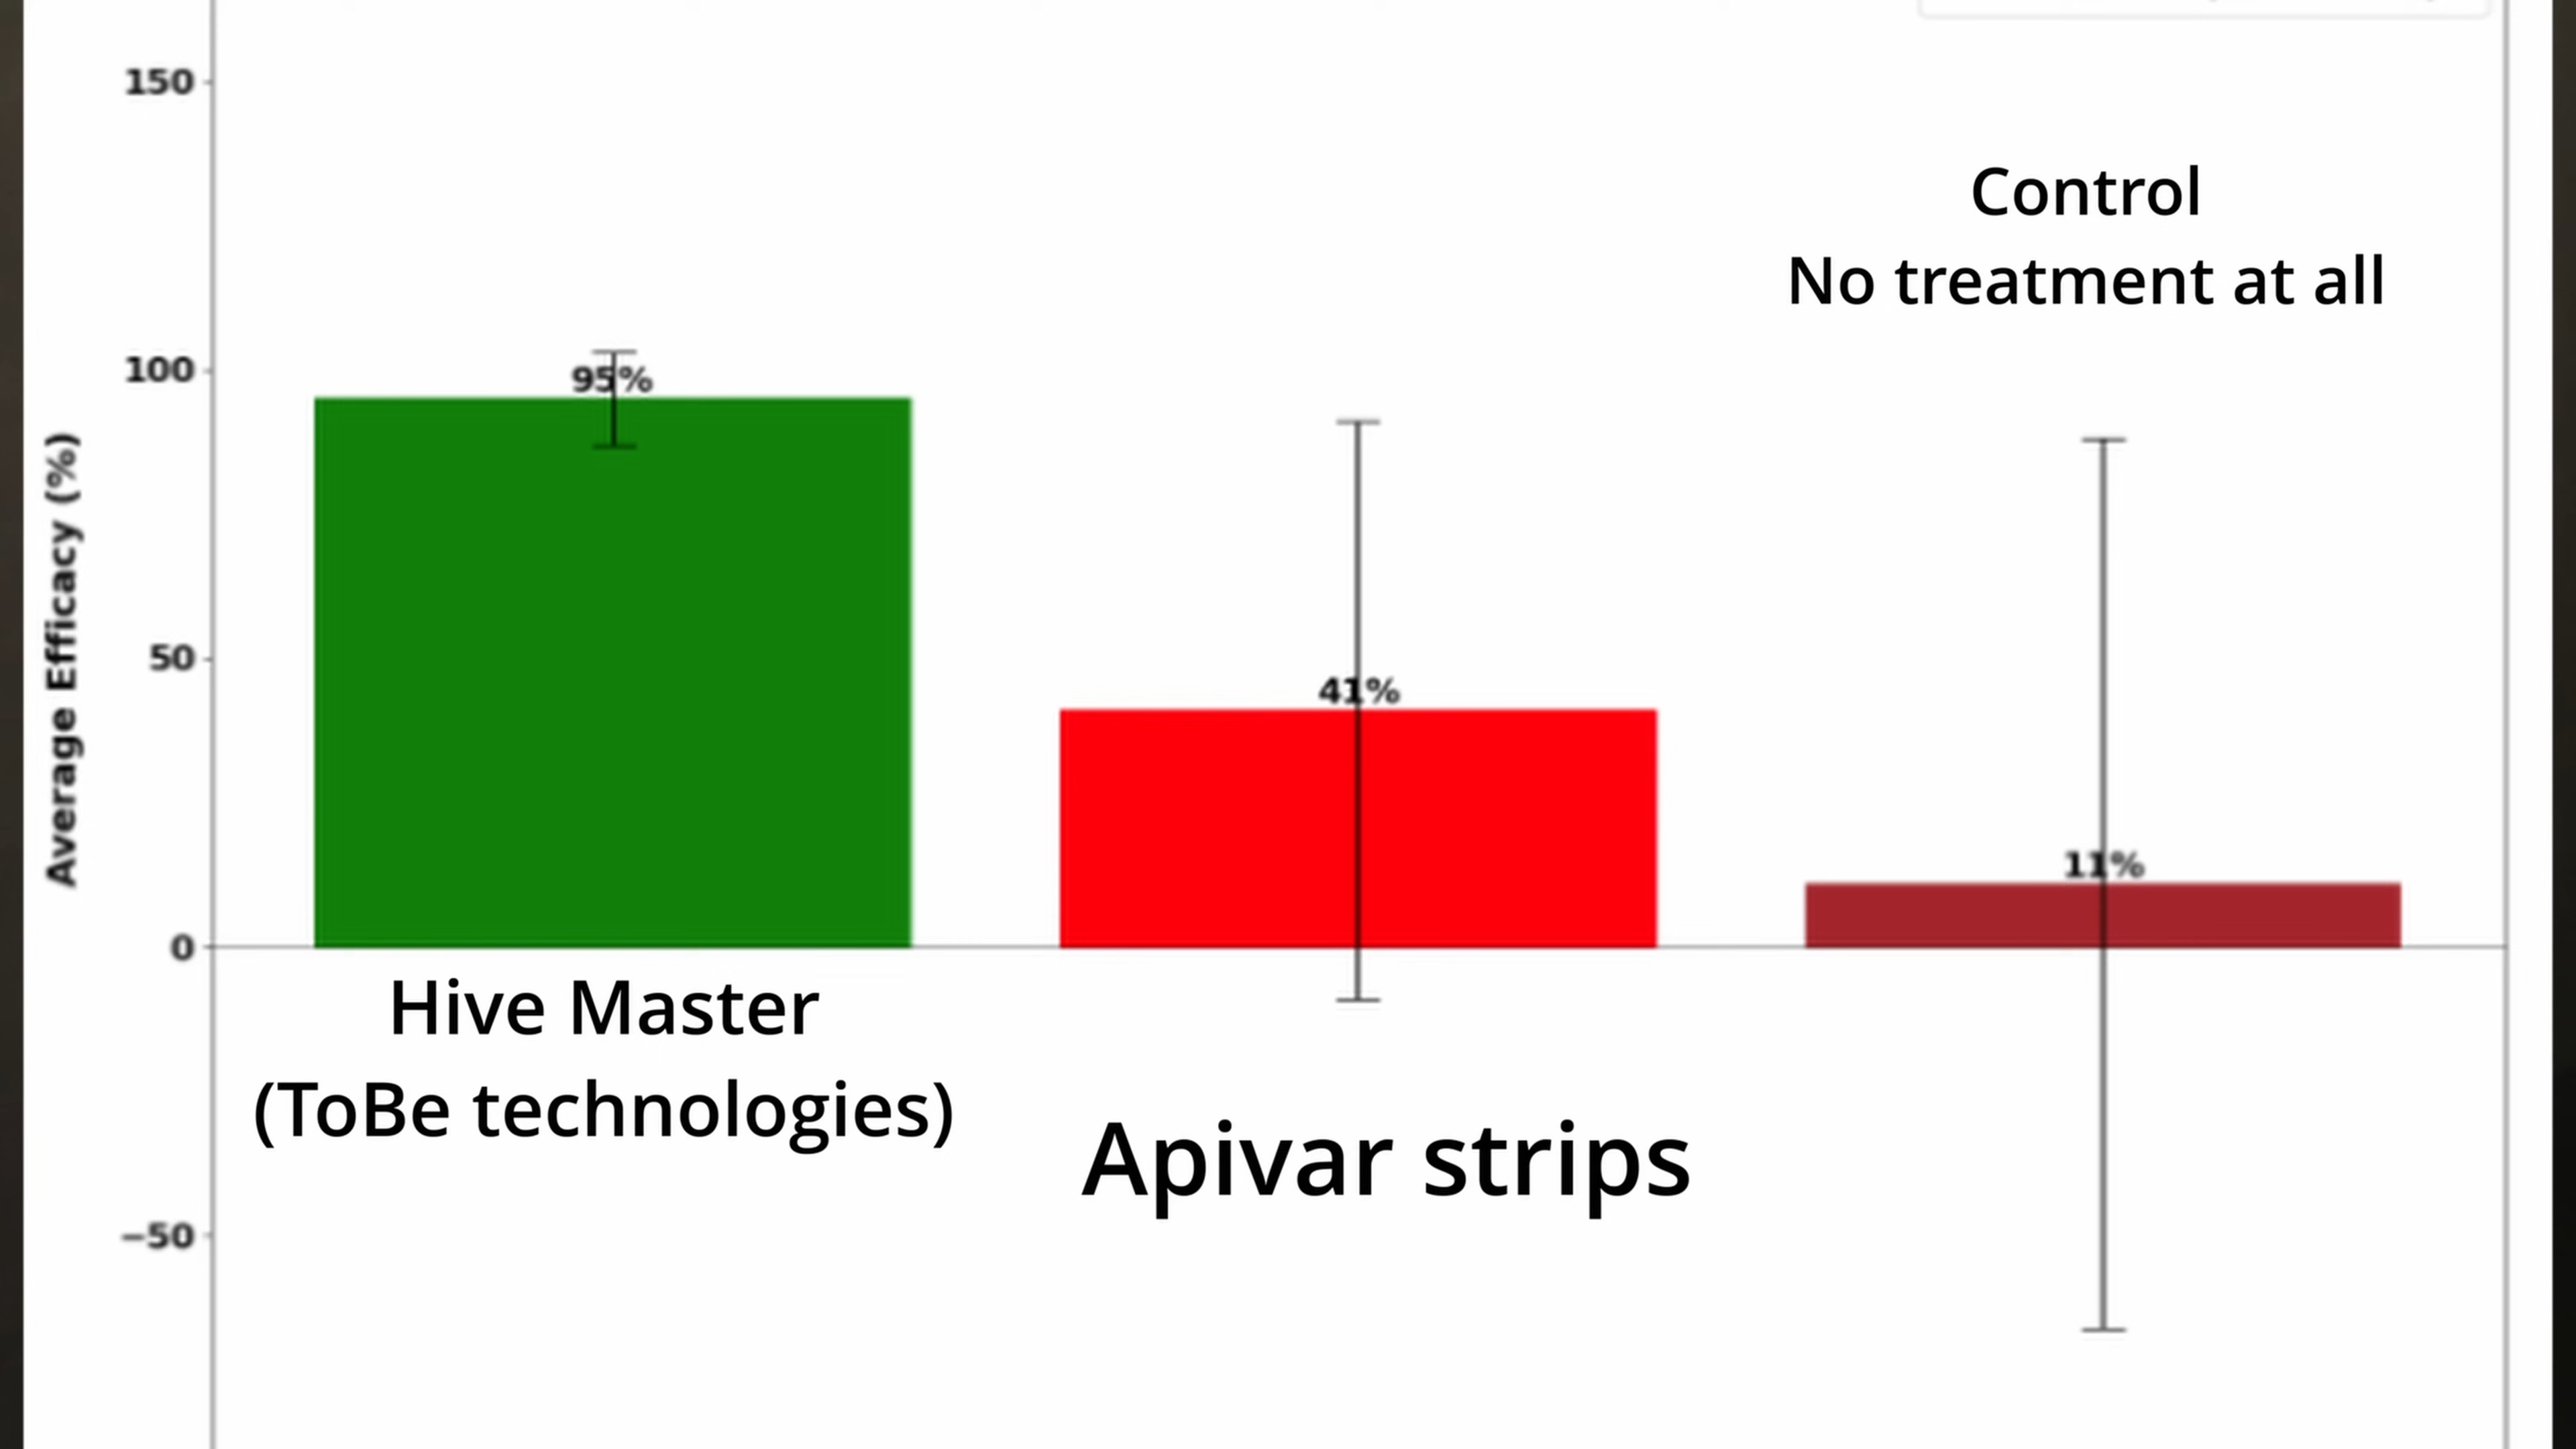 150
Control
No treatment at all
100
95%
50
41%
11%
0
Average Efficacy (%)
Hive Master
(ToBe technologies)
Apivar strips
−50